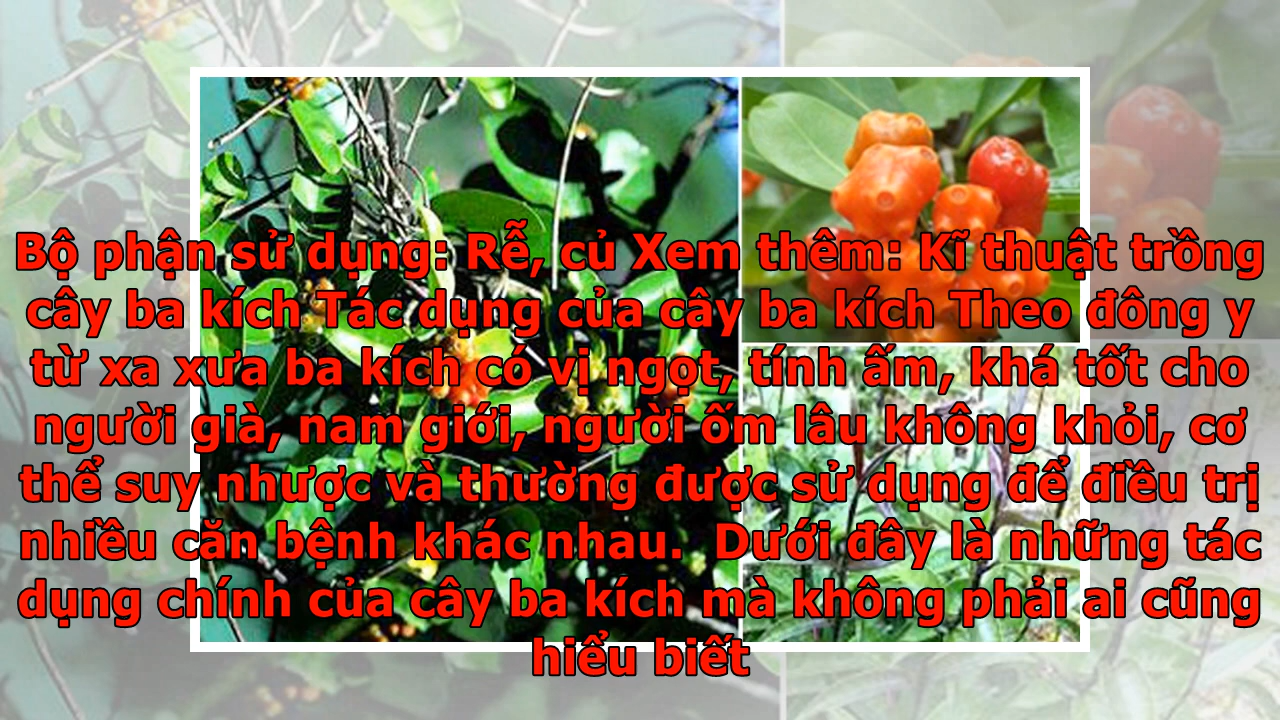 Bộ phận sử dụng: Rễ, củ Xem thêm: Kĩ thuật trồng
cây ba kích Tác dụng của cây ba kích Theo đông y
từ xa xưa ba kích có vị ngọt, tính ấm, khá tốt cho
người già, nam giới, người ốm lâu không khỏi, cơ
thể suy nhược và thường được sử dụng để điều trị
nhiều căn bệnh khác nhau.  Dưới đây là những tác
dụng chính của cây ba kích mà không phải ai cũng
hiểu biết